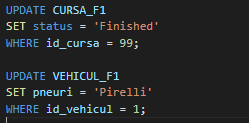 UPDATE CURSA_F1
SET status = 'Finished'
WHERE id_cursa = 99;
UPDATE VEHICUL_F1
SET pneuri = 'Pirelli'
WHERE id_vehicul = 1;